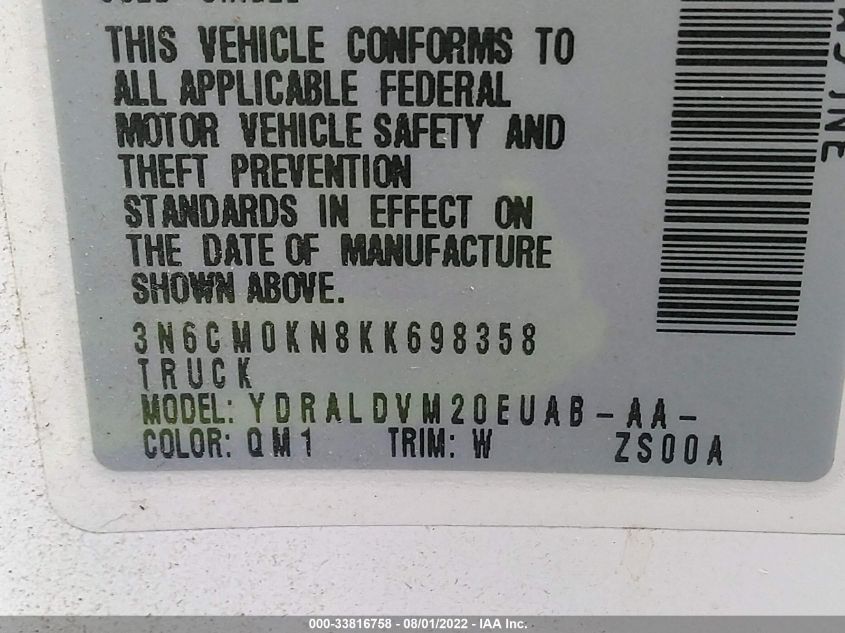 THIS VEHICLE CONFORMS TO
ALL APPLICABLE FEDERAL
MOTOR VEHICLE SAFETY AND
THEFT PREVENTION
STANDARDS IN EFFECT ON
THE DATE OF MANUFACTURE
SHOWN ABOVE.
3N6CM0KN8KK698358
TRUCK
MODEL: YDRALDVM20EUAB-AA-
COLOR: QM1 TRIM: W ZS00A
000-33816758 - 08/01/2022 - IAA Inc.